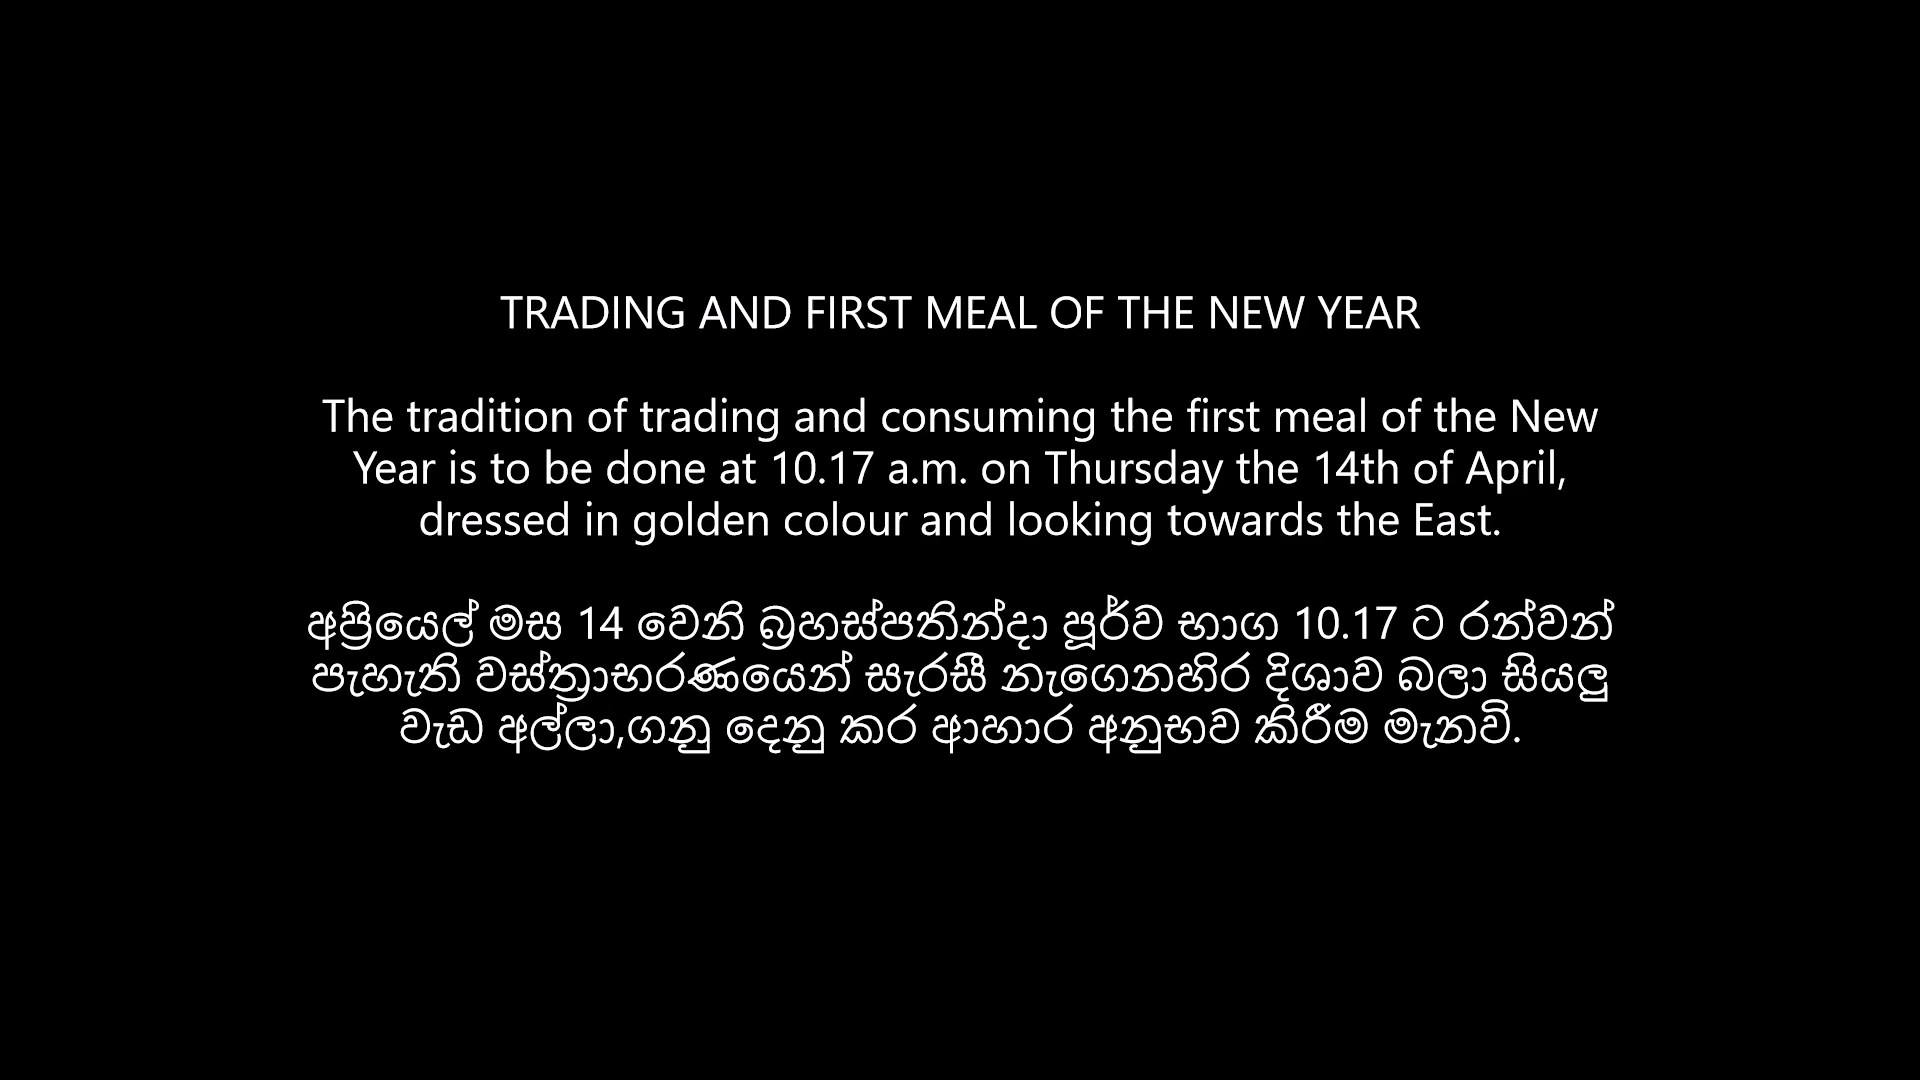 TRADING AND FIRST MEAL OF THE NEW YEAR
The tradition of trading and consuming the first meal of the New
Year is to be done at 10.17 a.m. on Thursday the 14th of April,
dressed in golden colour and looking towards the East.
අප්‍රියෙල් මස 14 වෙනි බ්‍රහස්පතින්දා පූර්ව භාග 10.17 ට රන්වන්
පැහැති වස්ත්‍රාභරණයෙන් සැරසී නැගෙනහිර දිශාව බලා සියලු
වැඩ අල්ලා,ගනු දෙනු කර ආහාර අනුභව කිරීම මැනවි.